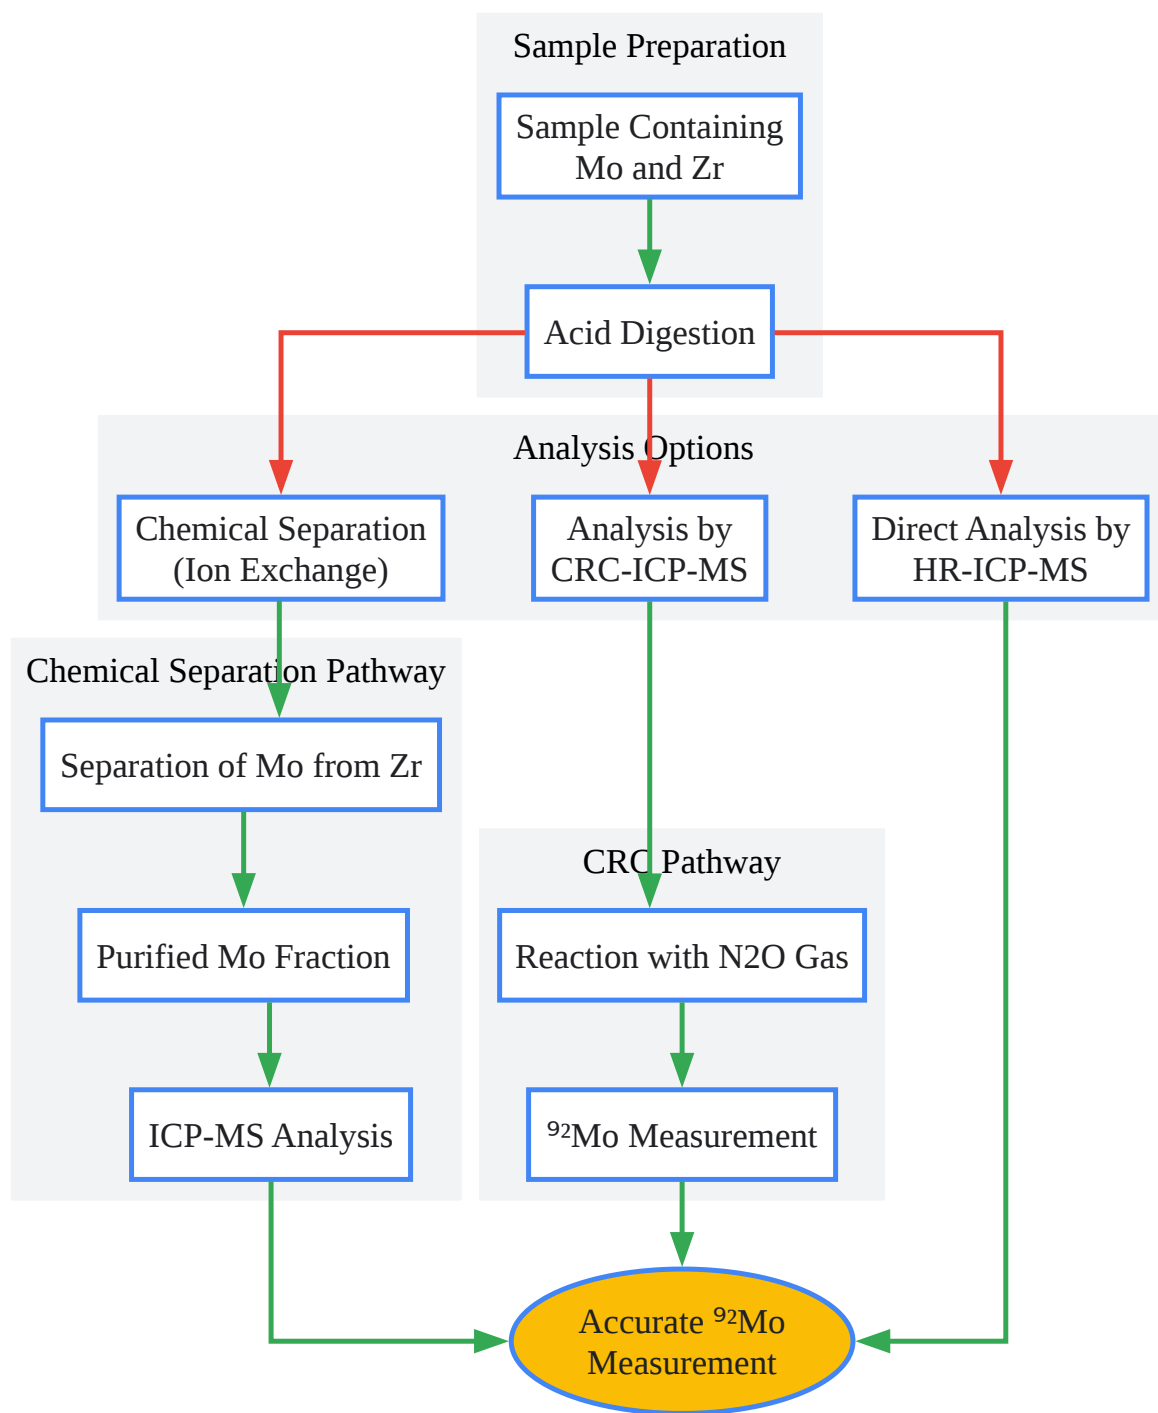 Sample Preparation
Sample Containing
Mo and Zr
Acid Digestion
Analysis Options
Chemical Separation
(Ion Exchange)
Analysis by
CRC-ICP-MS
Direct Analysis by
HR-ICP-MS
Chemical Separation Pathway
Separation of Mo from Zr
Purified Mo Fraction
ICP-MS Analysis
CRC Pathway
Reaction with N2O Gas
⁹²Mo Measurement
Accurate ⁹²Mo
Measurement